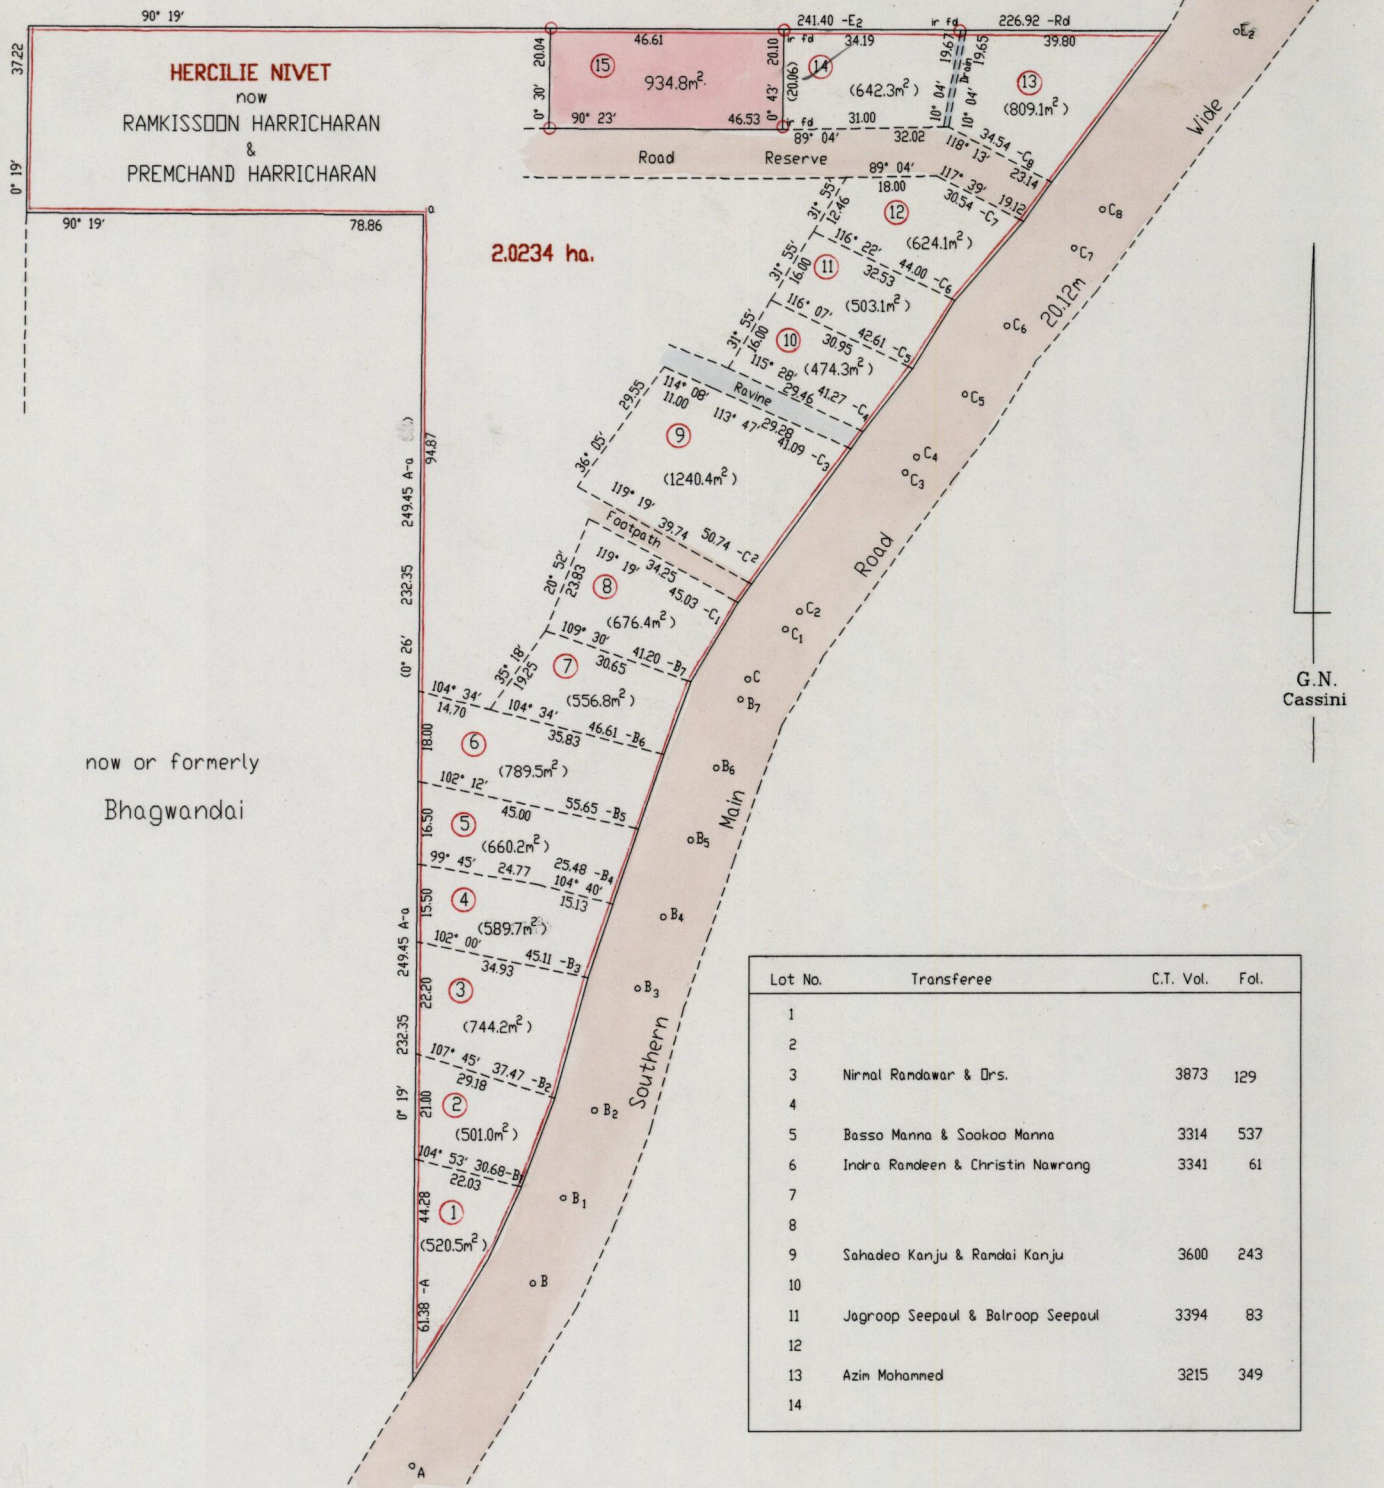 90° 19'
241.40 -E2
ir fd
226.92 -Rd
37.22
0° 19'
HERCILIE NIVET
now
RAMKISSOON HARRICHARAN
&
PREMCHAND HARRICHARAN
90° 19'
78.86
a
20.04
0° 30'
46.61
15
934.8m²
90° 23'
46.53
20.10
0° 43'
ir fd
(20.06)
ir fd
34.19
14
(642.3m²)
31.00
89° 04'
32.02
19.67
10° 04'
Drain
19.65
10° 04'
39.80
13
(809.1m²)
34.54 -C8
118° 13'
23.14
E2
Wide
Road Reserve
89° 04'
18.00
117° 39'
19.12
30.54 -C7
31° 55'
12.46
12
(624.1m²)
116° 22'
44.00 -C6
32.53
2.0234 ha.
31° 55'
16.00
11
(503.1m²)
116° 07'
42.61 -C5
30.95
31° 55'
16.00
10
(474.3m²)
115° 28'
41.27 -C4
29.46
Ravine
114° 08'
11.00
113° 47'
29.28
41.09 -C3
29.55
36° 05'
9
(1240.4m²)
119° 19'
39.74
50.74 -C2
Footpath
119° 19'
34.25
45.03 -C1
20° 52'
23.83
8
(676.4m²)
109° 30'
41.20 -B7
30.65
35° 18'
19.25
7
(556.8m²)
104° 34'
14.70
104° 34'
46.61 -B6
35.83
18.00
6
(789.5m²)
102° 12'
55.65 -B5
45.00
16.50
5
(660.2m²)
99° 45'
24.77
25.48 -B4
104° 40'
15.13
15.50
4
(589.7m²)
102° 00'
45.11 -B3
34.93
22.20
3
(744.2m²)
107° 45'
37.47 -B2
29.18
21.00
2
(501.0m²)
104° 53'
30.68-B1
22.03
44.28
1
(520.5m²)
61.38 -A
94.87
249.45 A-a
232.35
(0° 26'
249.45 A-a
232.35
0° 19'
now or formerly
Bhagwandai
C8
C7
20.12m
C6
C5
C4
C3
Road
C2
C1
C
B7
B6
Main
B5
B4
B3
Southern
B2
B1
B
A
G.N.
Cassini
Lot No. Transferee C.T. Vol. Fol.
1
2
3 Nirmal Ramdawar & Ors. 3873 129
4
5 Basso Manna & Sookoo Manna 3314 537
6 Indra Ramdeen & Christin Nawrang 3341 61
7
8
9 Sahadeo Kanju & Ramdai Kanju 3600 243
10
11 Jagroop Seepaul & Balroop Seepaul 3394 83
12
13 Azim Mohammed 3215 349
14